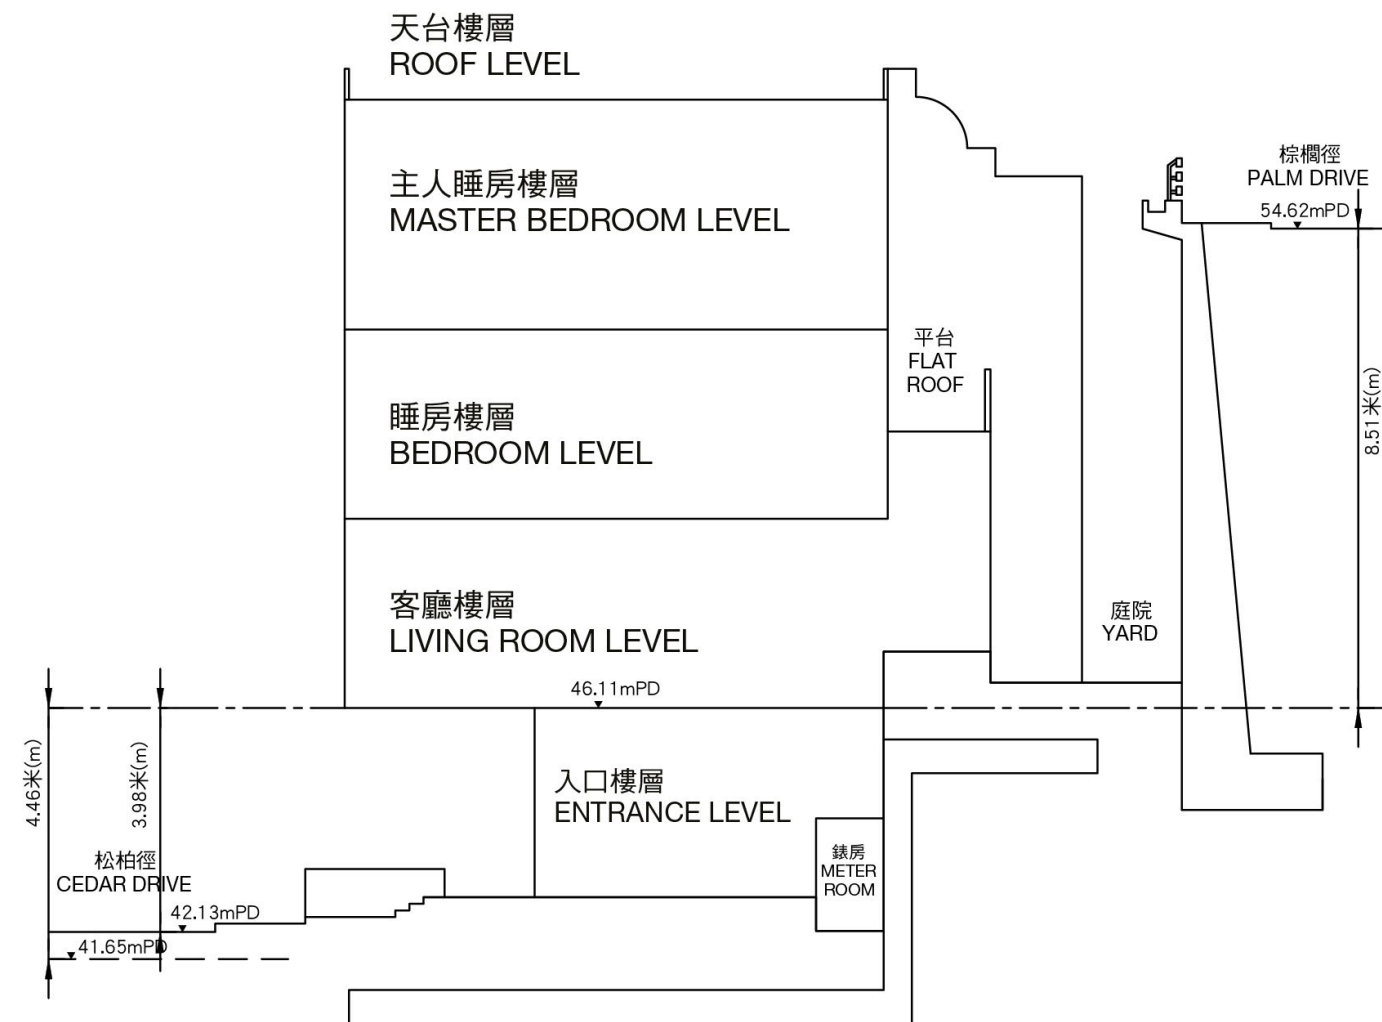 天台樓層
ROOF LEVEL
主人睡房樓層
MASTER BEDROOM LEVEL
棕櫚徑
PALM DRIVE
54.62mPD
平台
FLAT
ROOF
8.51米(m)
睡房樓層
BEDROOM LEVEL
客廳樓層
LIVING ROOM LEVEL
庭院
YARD
46.11mPD
4.46米(m)
3.98米(m)
入口樓層
ENTRANCE LEVEL
錶房
METER
ROOM
松柏徑
CEDAR DRIVE
42.13mPD
41.65mPD